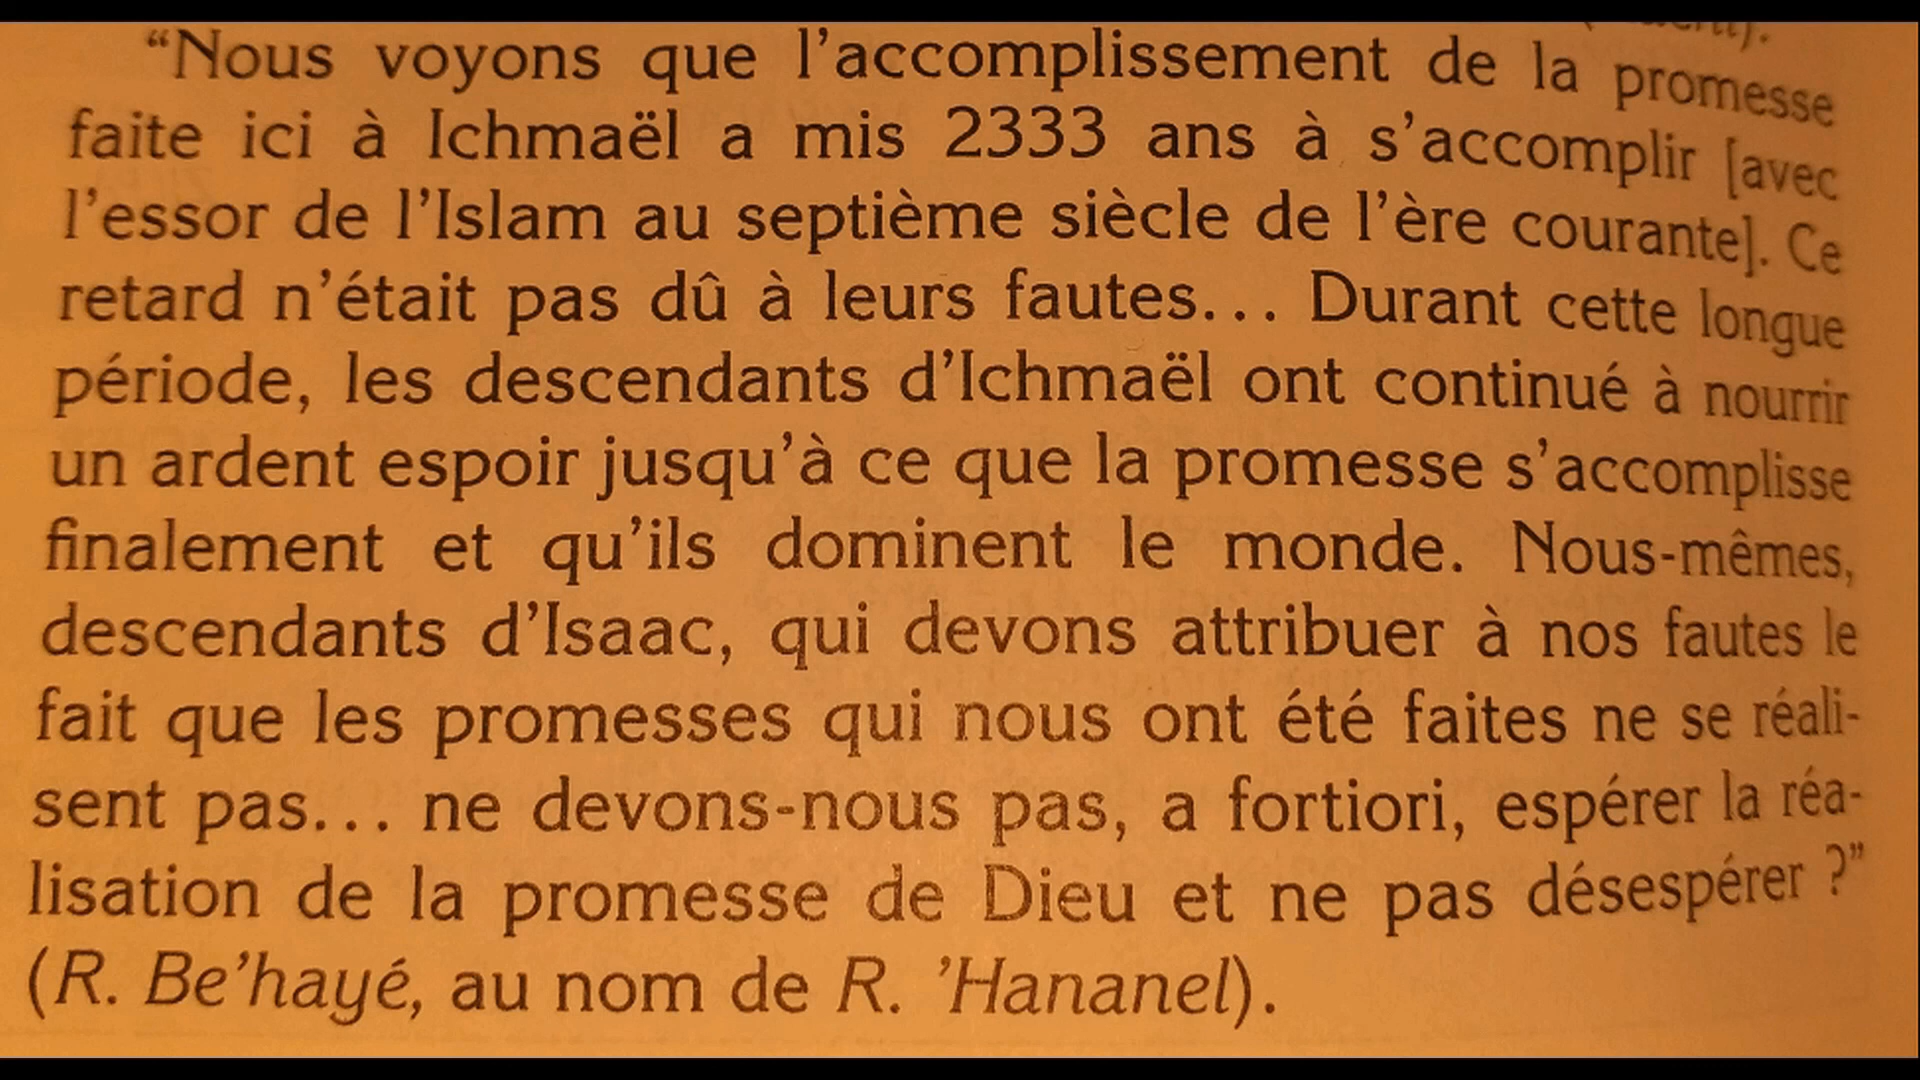 “Nous voyons que l’accomplissement de la promesse
faite ici à Ichmaël a mis 2333 ans à s’accomplir [avec
l’essor de l’Islam au septième siècle de l’ère courante]. Ce
retard n’était pas dû à leurs fautes... Durant cette longue
période, les descendants d’Ichmaël ont continué à nourrir
un ardent espoir jusqu’à ce que la promesse s’accomplisse
finalement et qu’ils dominent le monde. Nous-mêmes,
descendants d’Isaac, qui devons attribuer à nos fautes le
fait que les promesses qui nous ont été faites ne se réali-
sent pas... ne devons-nous pas, a fortiori, espérer la réa-
lisation de la promesse de Dieu et ne pas désespérer ?”
(R. Be’hayé, au nom de R. ’Hananel).